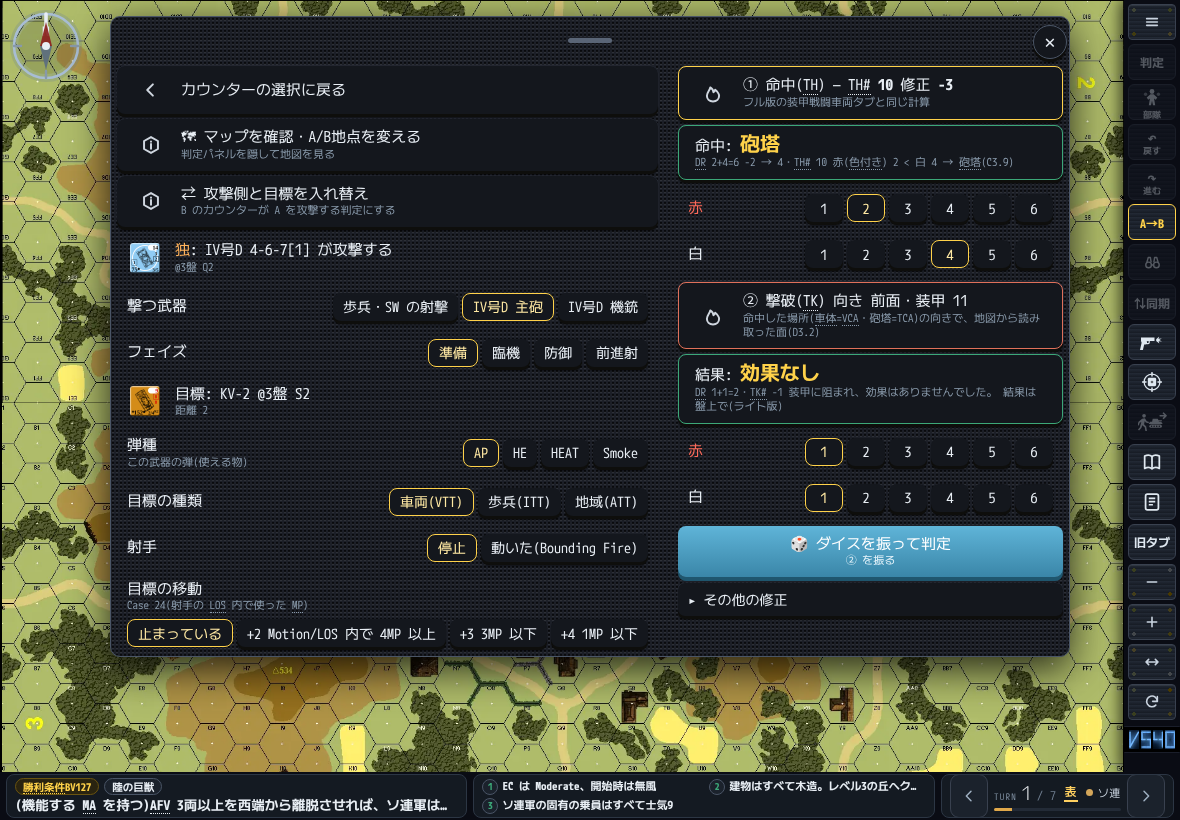 カウンターの選択に戻る
🗺 マップを確認・A/B地点を変える
判定パネルを隠して地図を見る
⇄ 攻撃側と目標を入れ替え
B のカウンターが A を攻撃する判定にする
独: IV号D 4-6-7[1] が攻撃する
@3盤 Q2
撃つ武器
歩兵・SW の射撃 IV号D 主砲 IV号D 機銃
フェイズ
準備 臨機 防御 前進射
目標: KV-2 @3盤 S2
距離 2
弾種
この武器の弾(使える物)
AP HE HEAT Smoke
目標の種類
車両(VTT) 歩兵(ITT) 地域(ATT)
射手
停止 動いた(Bounding Fire)
目標の移動
Case 24(射手の LOS 内で使った MP)
止まっている +2 Motion/LOS 内で 4MP 以上 +3 3MP 以下 +4 1MP 以下
① 命中(TH) — TH# 10 修正 -3
フル版の装甲戦闘車両タブと同じ計算
命中: 砲塔
DR 2+4=6 -2 → 4・TH# 10 赤(色付き) 2 < 白 4 → 砲塔(C3.9)
赤 1 2 3 4 5 6
白 1 2 3 4 5 6
② 撃破(TK) 向き 前面・装甲 11
命中した場所(車体=VCA・砲塔=TCA)の向きで、地図から読み
取った面(D3.2)
結果: 効果なし
DR 1+1=2・TK# -1 装甲に阻まれ、効果はありませんでした。 結果は
盤上で(ライト版)
赤 1 2 3 4 5 6
白 1 2 3 4 5 6
🎲 ダイスを振って判定
② を振る
▸ その他の修正
判定
部隊
戻す
進む
A→B
⇅同期
旧タブ
VS40
2
3
△534
勝利条件BV127 陸の巨獣
(機能する MA を持つ)AFV 3両以上を西端から離脱させれば、ソ連軍は…
① EC は Moderate、開始時は無風
② 建物はすべて木造。レベル3の丘へク…
③ ソ連軍の固有の乗員はすべて士気9
TURN 1 / 7 表 ソ連